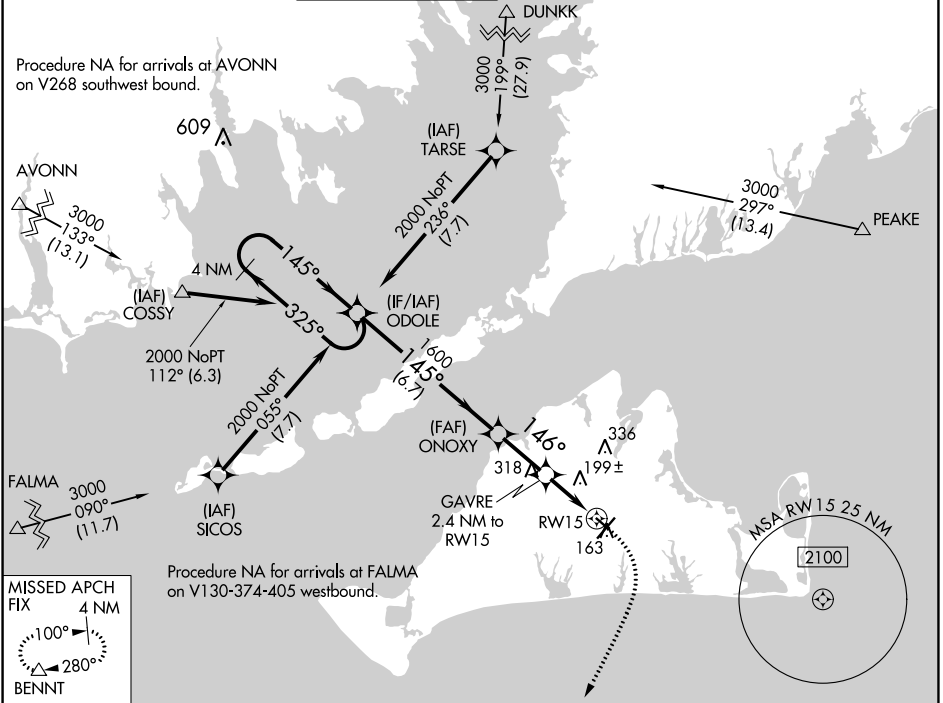 DUNKK
Procedure NA for arrivals at AVONN
on V268 southwest bound.
3000
199°
(27.9)
609
(IAF)
TARSE
AVONN
3000
133°
(13.1)
2000 NoPT
236°
(7.7)
3000
297°
(13.4)
PEAKE
4 NM
145°
(IAF)
COSSY
325°
(IF/IAF)
ODOLE
2000 NoPT
112° (6.3)
1600
145°
(6.7)
2000 NoPT
055°
(7.7)
(FAF)
ONOXY
146°
336
318
199±
FALMA
3000
090°
(11.7)
(IAF)
SICOS
GAVRE
2.4 NM to
RW15
RW15
163
MSA RW15 25 NM
2100
Procedure NA for arrivals at FALMA
on V130-374-405 westbound.
MISSED APCH
FIX
4 NM
100°
280°
BENNT